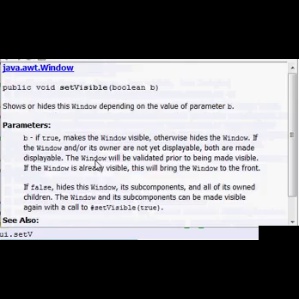 java.awt.Window
public void setVisible(boolean b)
Shows or hides this Window depending on the value of parameter b.
Parameters:
b - if true, makes the Window visible, otherwise hides the Window. If
the Window and/or its owner are not yet displayable, both are made
displayable. The Window will be validated prior to being made visible.
If the Window is already visible, this will bring the Window to the front.
If false, hides this Window, its subcomponents, and all of its owned
children. The Window and its subcomponents can be made visible
again with a call to #setVisible(true).
See Also:
ui.setV